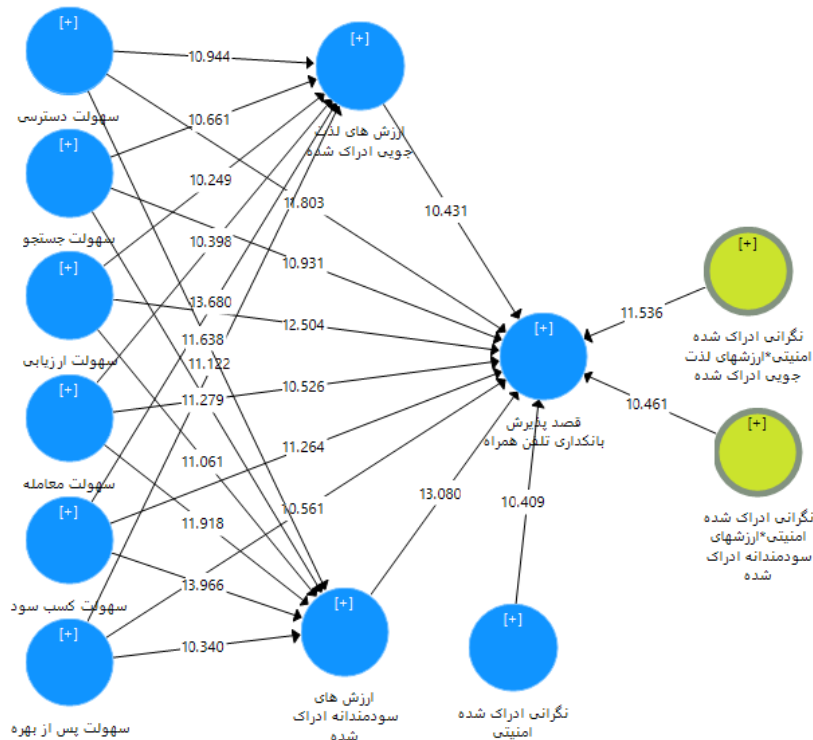 [+]
سهولت دسترسی
[+]
سهولت جستجو
[+]
سهولت ارزیابی
[+]
سهولت معامله
[+]
سهولت کسب سود
[+]
سهولت پس از بهره
[+]
ارزش های لذت
جویی ادراک شده
[+]
ارزش های
سودمندانه ادراک
شده
[+]
قصد پذیرش
بانکداری تلفن همراه
[+]
نگرانی ادراک شده
امنیتی
[+]
نگرانی ادراک شده
امنیتی*ارزشهای لذت
جویی ادراک شده
[+]
نگرانی ادراک شده
امنیتی*ارزشهای
سودمندانه ادراک
شده
10.944
10.661
10.249
10.398
11.803
10.931
13.680
12.504
11.638
11.122
11.279
10.526
11.061
11.264
11.918
10.561
13.966
10.340
10.431
13.080
10.409
11.536
10.461